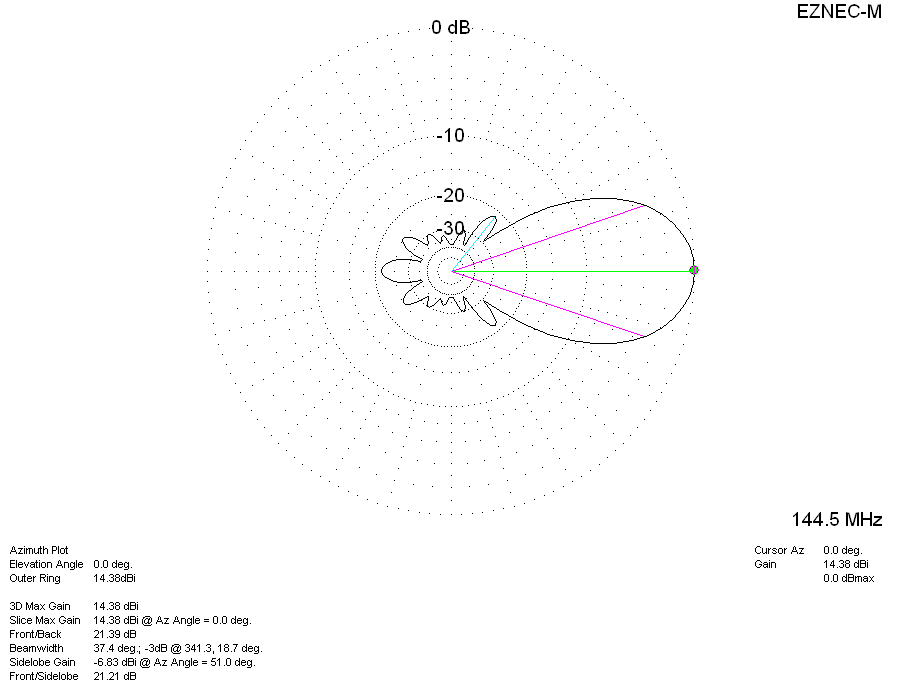 EZNEC-M
0 dB
-10
-20
-30
144.5 MHz
Azimuth Plot
Elevation Angle 0.0 deg.
Outer Ring 14.38dBi
3D Max Gain 14.38 dBi
Slice Max Gain 14.38 dBi @ Az Angle = 0.0 deg.
Front/Back 21.39 dB
Beamwidth 37.4 deg.; -3dB @ 341.3, 18.7 deg.
Sidelobe Gain -6.83 dBi @ Az Angle = 51.0 deg.
Front/Sidelobe 21.21 dB
Cursor Az 0.0 deg.
Gain 14.38 dBi
0.0 dBmax